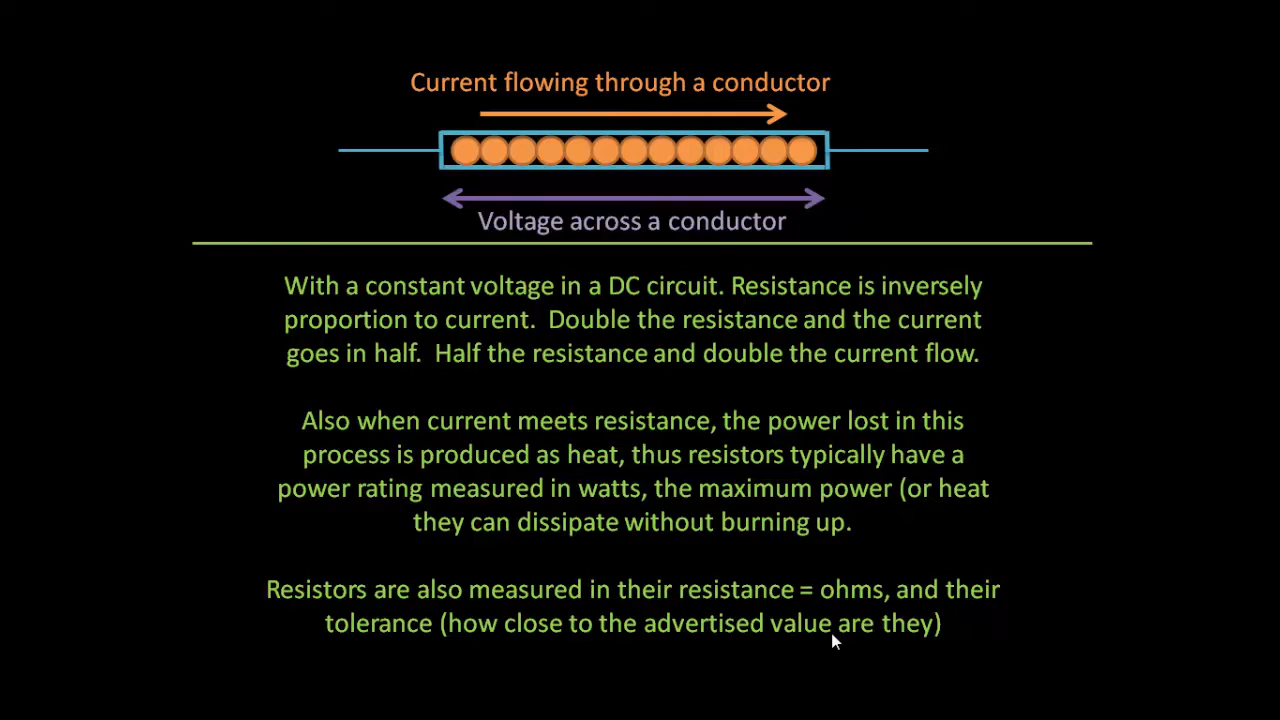 Current flowing through a conductor
Voltage across a conductor
With a constant voltage in a DC circuit. Resistance is inversely
proportion to current.  Double the resistance and the current
goes in half.  Half the resistance and double the current flow.
Also when current meets resistance, the power lost in this
process is produced as heat, thus resistors typically have a
power rating measured in watts, the maximum power (or heat
they can dissipate without burning up.
Resistors are also measured in their resistance = ohms, and their
tolerance (how close to the advertised value are they)